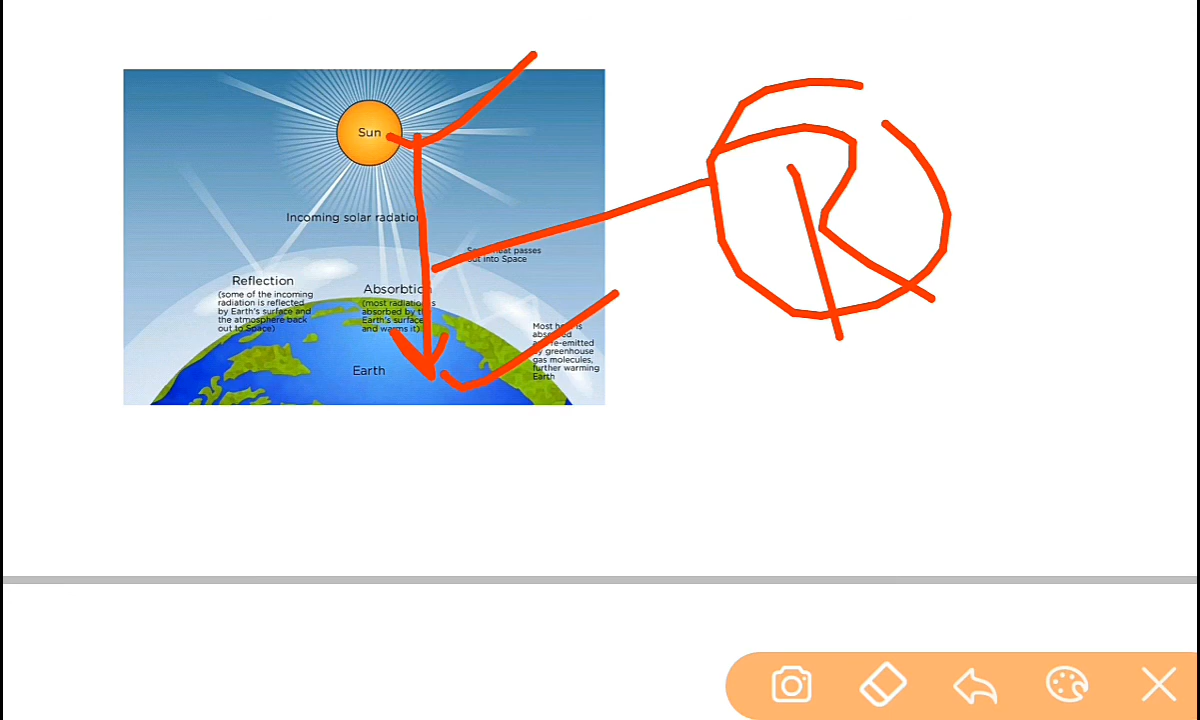 Sun
Incoming solar radiation
heat passes
out into Space
Reflection
(some of the incoming
radiation is reflected
by Earth's surface and
the atmosphere back
out to Space)
Absorbtion
(most radiation is
absorbed by the
Earth's surface
and warms it)
Most heat is
absorbed
and re-emitted
by greenhouse
gas molecules,
further warming
Earth
Earth
R